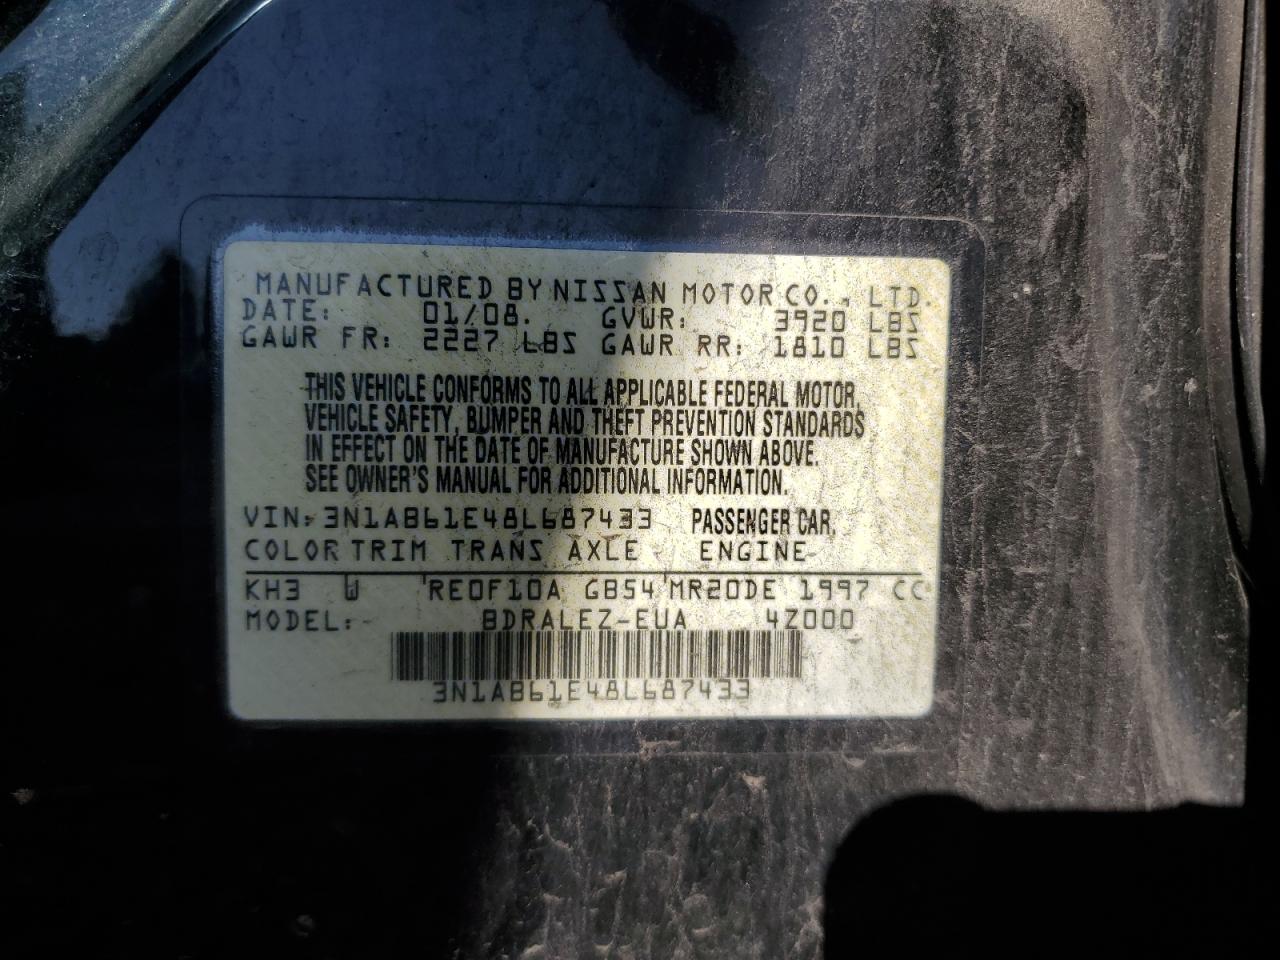 MANUFACTURED BY NISSAN MOTOR CO., LTD.
DATE: 01/08. GVWR: 3920 LBS
GAWR FR: 2227 LBS GAWR RR: 1810 LBS
THIS VEHICLE CONFORMS TO ALL APPLICABLE FEDERAL MOTOR
VEHICLE SAFETY, BUMPER AND THEFT PREVENTION STANDARDS
IN EFFECT ON THE DATE OF MANUFACTURE SHOWN ABOVE.
SEE OWNER'S MANUAL FOR ADDITIONAL INFORMATION.
VIN: 3N1AB61E48L687433 PASSENGER CAR.
COLOR TRIM TRANS AXLE ENGINE
KH3 W RE0F10A GB54 MR20DE 1997 CC
MODEL: BDRALEZ-EUA 4Z000
3N1AB61E48L687433